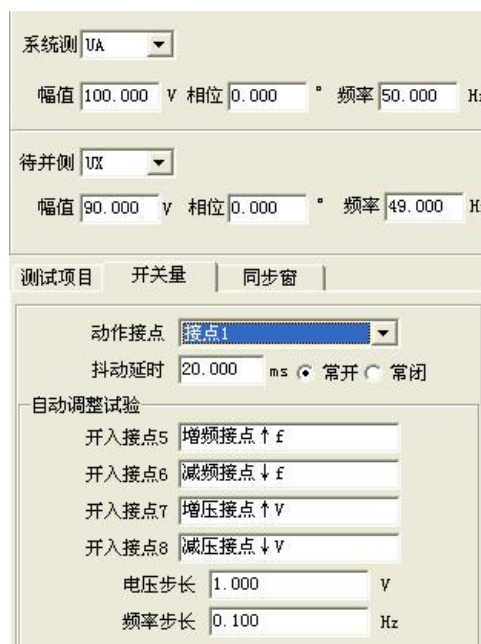 系统测 UA
幅值 100.000 V 相位 0.000 ° 频率 50.000 Hz
待并侧 UX
幅值 90.000 V 相位 0.000 ° 频率 49.000 H
测试项目 开关量 同步窗
动作接点 接点1
抖动延时 20.000 ms 常开 常闭
自动调整试验
开入接点5 增频接点↑f
开入接点6 减频接点↓f
开入接点7 增压接点↑V
开入接点8 减压接点↓V
电压步长 1.000 V
频率步长 0.100 Hz